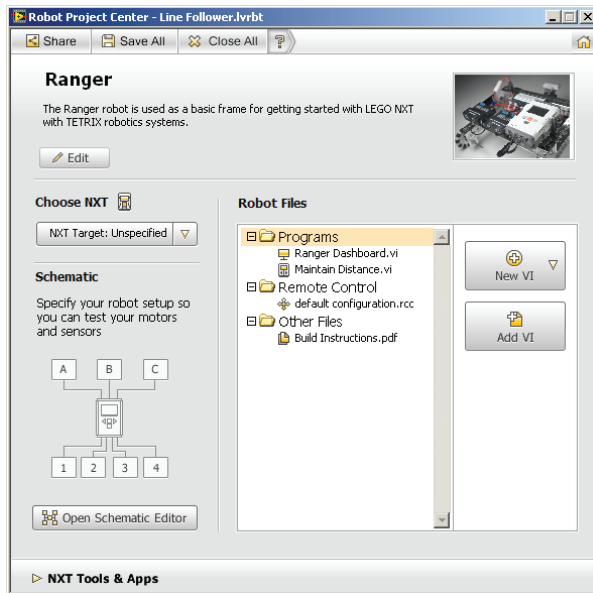 Robot Project Center - Line Follower.lvrbt
Share Save All Close All ?
Ranger
The Ranger robot is used as a basic frame for getting started with LEGO NXT
with TETRIX robotics systems.
Edit
Choose NXT
NXT Target: Unspecified
Schematic
Specify your robot setup so
you can test your motors
and sensors
A B C
1 2 3 4
Open Schematic Editor
Robot Files
Programs
Ranger Dashboard.vi
Maintain Distance.vi
Remote Control
default configuration.rcc
Other Files
Build Instructions.pdf
New VI
Add VI
NXT Tools & Apps